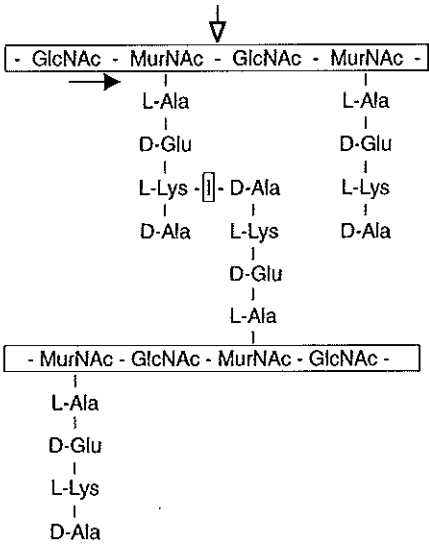 - GlcNAc - MurNAc - GlcNAc - MurNAc -
L-Ala L-Ala
D-Glu D-Glu
L-Lys - I - D-Ala L-Lys
D-Ala L-Lys D-Ala
D-Glu
L-Ala
- MurNAc - GlcNAc - MurNAc - GlcNAc -
L-Ala
D-Glu
L-Lys
D-Ala